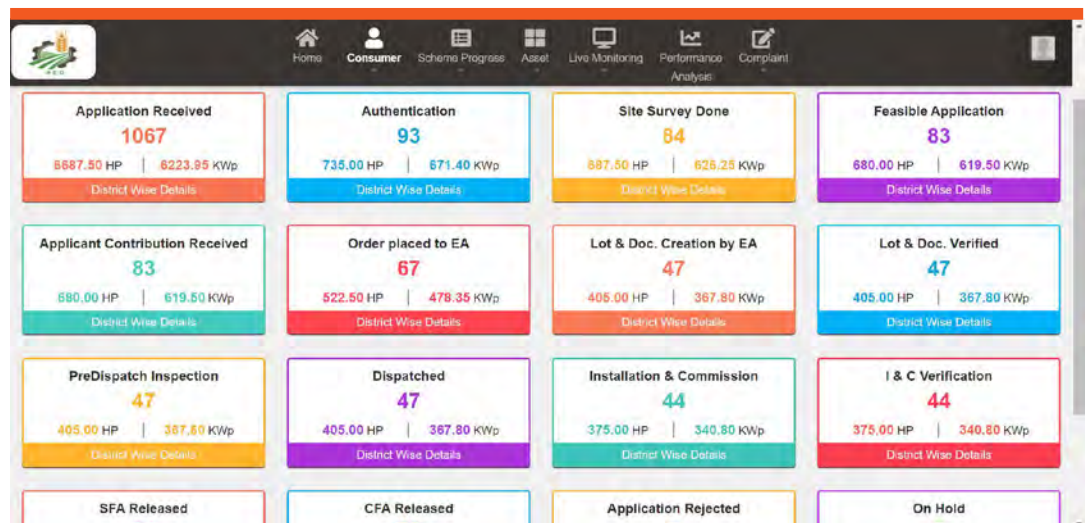 Home Consumer Scheme Progress Asset Live Monitoring Performance Analysis Complaint
Application Received
1067
6687.50 HP | 6223.95 KWp
District Wise Details
Authentication
93
735.00 HP | 671.40 KWp
District Wise Details
Site Survey Done
84
687.50 HP | 626.25 KWp
District Wise Details
Feasible Application
83
680.00 HP | 619.50 KWp
District Wise Details
Applicant Contribution Received
83
680.00 HP | 619.50 KWp
District Wise Details
Order placed to EA
67
522.50 HP | 478.35 KWp
District Wise Details
Lot & Doc. Creation by EA
47
405.00 HP | 367.80 KWp
District Wise Details
Lot & Doc. Verified
47
405.00 HP | 367.80 KWp
District Wise Details
PreDispatch Inspection
47
405.00 HP | 367.80 KWp
District Wise Details
Dispatched
47
405.00 HP | 367.80 KWp
District Wise Details
Installation & Commission
44
375.00 HP | 340.80 KWp
District Wise Details
I & C Verification
44
375.00 HP | 340.80 KWp
District Wise Details
SFA Released
CFA Released
Application Rejected
On Hold